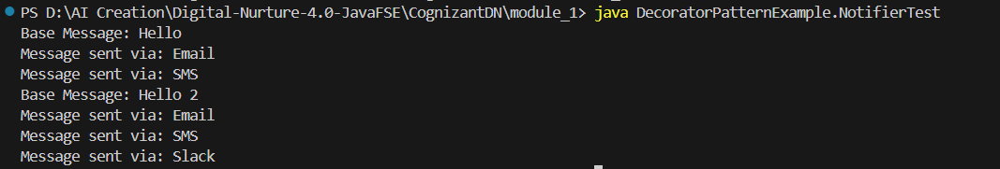 PS D:\AI Creation\Digital-Nurture-4.0-JavaFSE\CognizantDN\module_1> java DecoratorPatternExample.NotifierTest
Base Message: Hello
Message sent via: Email
Message sent via: SMS
Base Message: Hello 2
Message sent via: Email
Message sent via: SMS
Message sent via: Slack